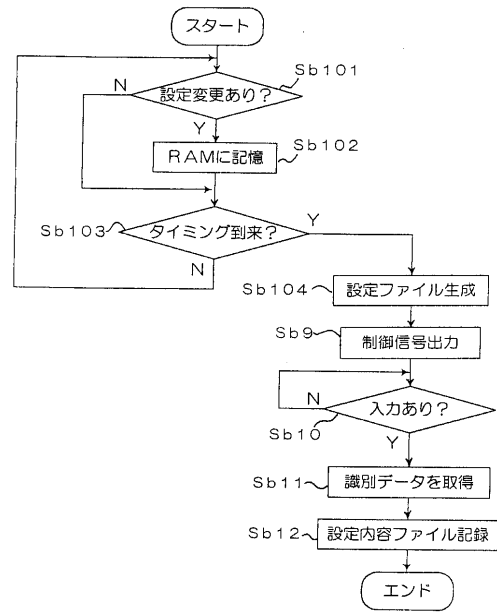 スタート
Sb101
N
設定変更あり？
Y
Sb102
RAMに記憶
Sb103
タイミング到来？
Y
N
Sb104
設定ファイル生成
Sb9
制御信号出力
N
入力あり？
Sb10
Y
Sb11
識別データを取得
Sb12
設定内容ファイル記録
エンド